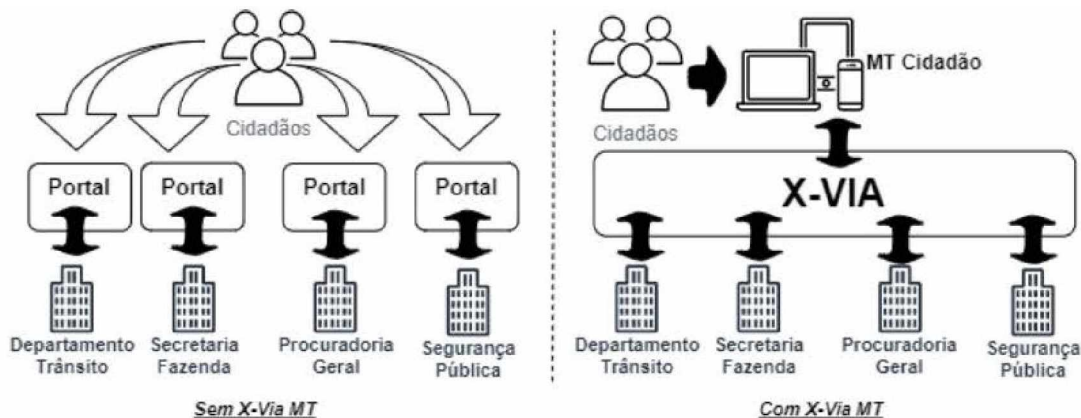 Cidadãos
Portal
Portal
Portal
Portal
Departamento
Trânsito
Secretaria
Fazenda
Procuradoria
Geral
Segurança
Pública
Sem X-Via MT
MT Cidadão
Cidadãos
X-VIA
Departamento
Trânsito
Secretaria
Fazenda
Procuradoria
Geral
Segurança
Pública
Com X-Via MT